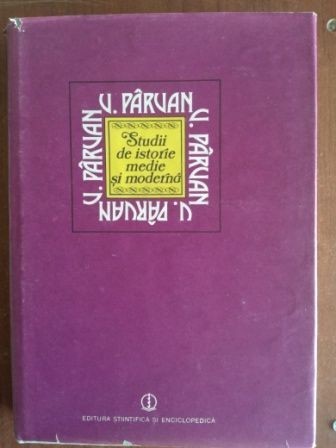 V. PÂRVAN
V. PÂRVAN
V. PÂRVAN
V. PÂRVAN
Studii
de istorie
medie
și modernă
EDITURA ȘTIINȚIFICĂ ȘI ENCICLOPEDICĂ